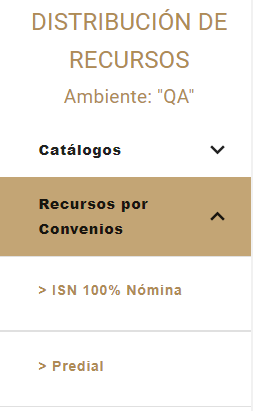 DISTRIBUCIÓN DE
RECURSOS
Ambiente: "QA"
Catálogos
Recursos por
Convenios
> ISN 100% Nómina
> Predial